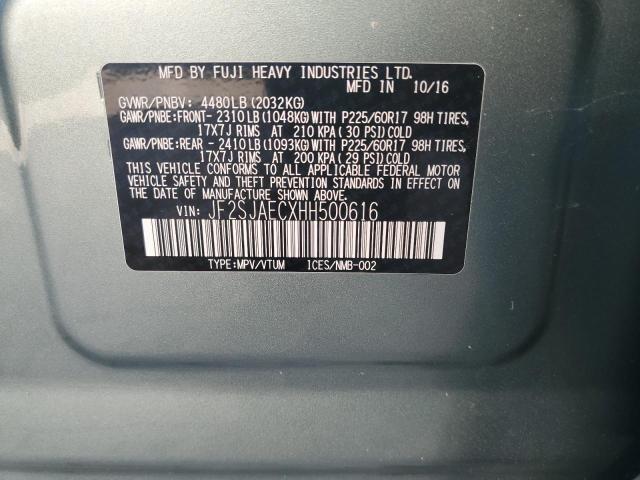 MFD BY FUJI HEAVY INDUSTRIES LTD.
MFD IN 10/16
GVWR/PNBV: 4480LB (2032KG)
GAWR/PNBE:FRONT- 2310LB (1048KG) WITH P225/60R17 98H TIRES,
17X7J RIMS AT 210 KPA (30 PSI) COLD
GAWR/PNBE:REAR - 2410LB (1093KG) WITH P225/60R17 98H TIRES,
17X7J RIMS AT 200 KPA (29 PSI) COLD
THIS VEHICLE CONFORMS TO ALL APPLICABLE FEDERAL MOTOR
VEHICLE SAFETY AND THEFT PREVENTION STANDARDS IN EFFECT ON
THE DATE OF MANUFACTURE SHOWN ABOVE.
VIN: JF2SJAECXHH500616
TYPE:MPV/VTUM ICES/NMB-002